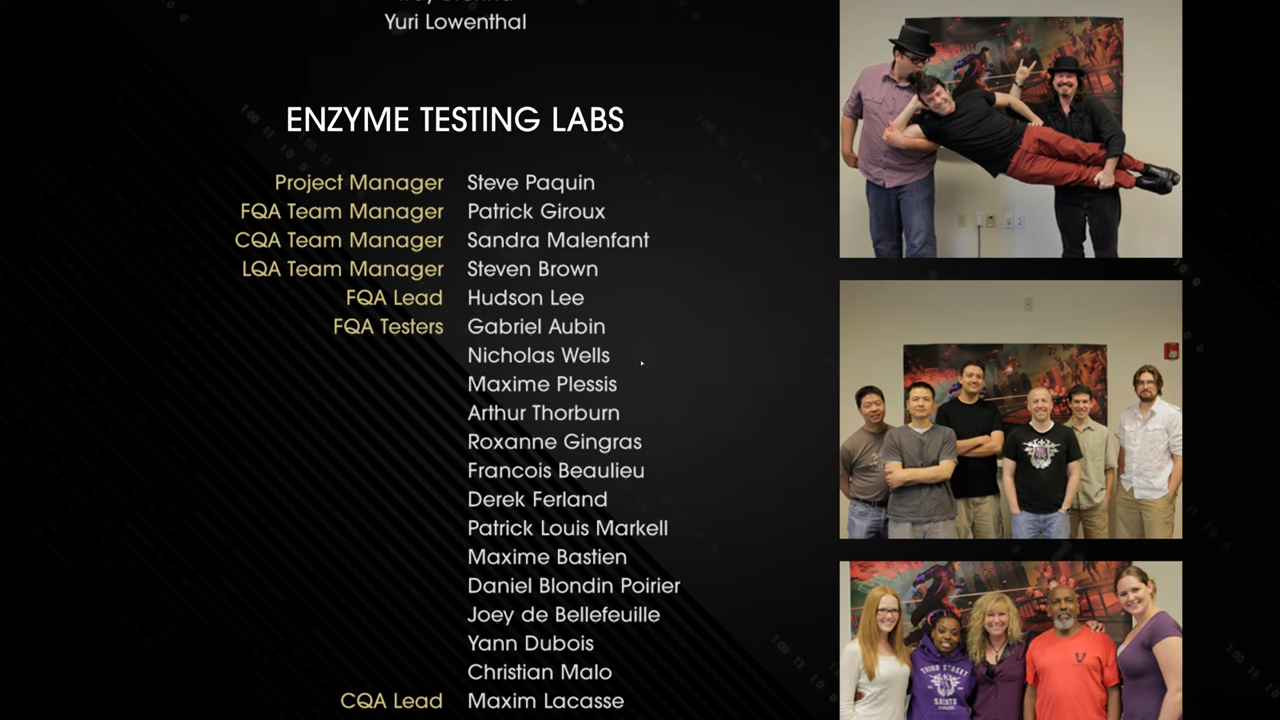 Yuri Lowenthal
ENZYME TESTING LABS
Project Manager Steve Paquin
FQA Team Manager Patrick Giroux
CQA Team Manager Sandra Malenfant
LQA Team Manager Steven Brown
FQA Lead Hudson Lee
FQA Testers Gabriel Aubin
Nicholas Wells
Maxime Plessis
Arthur Thorburn
Roxanne Gingras
Francois Beaulieu
Derek Ferland
Patrick Louis Markell
Maxime Bastien
Daniel Blondin Poirier
Joey de Bellefeuille
Yann Dubois
Christian Malo
CQA Lead Maxim Lacasse
THIRD STREET
SAINTS